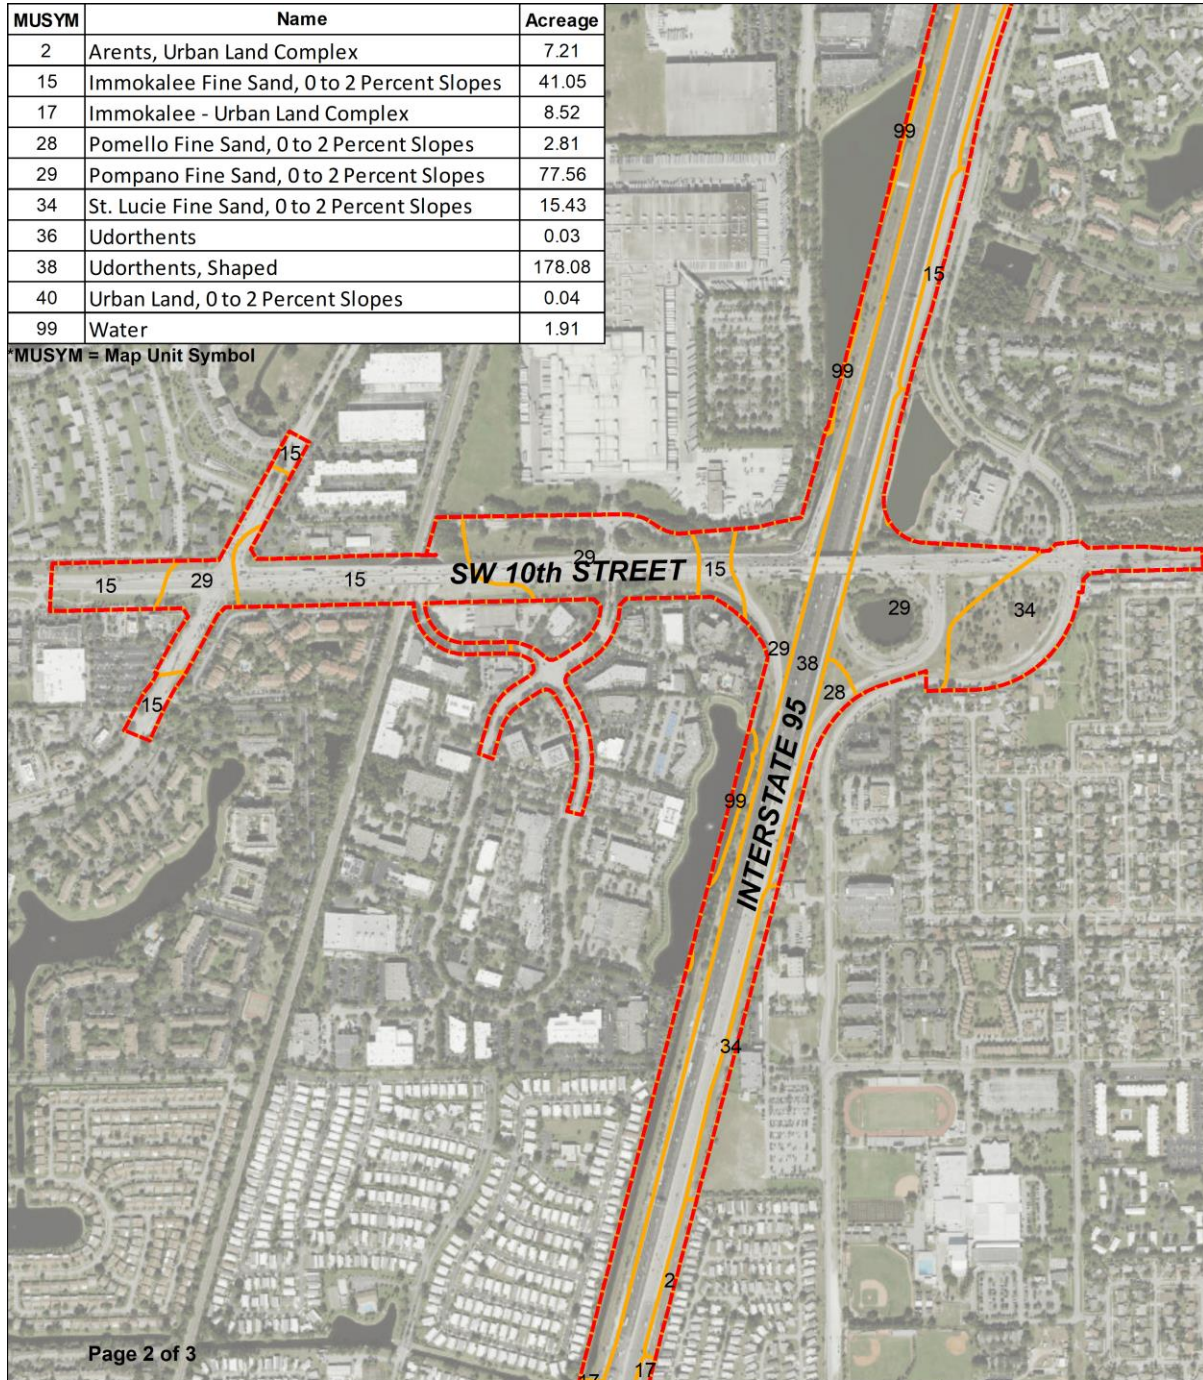 MUSYM Name Acreage
2 Arents, Urban Land Complex 7.21
15 Immokalee Fine Sand, 0 to 2 Percent Slopes 41.05
17 Immokalee - Urban Land Complex 8.52
28 Pomello Fine Sand, 0 to 2 Percent Slopes 2.81
29 Pompano Fine Sand, 0 to 2 Percent Slopes 77.56
34 St. Lucie Fine Sand, 0 to 2 Percent Slopes 15.43
36 Udorthents 0.03
38 Udorthents, Shaped 178.08
40 Urban Land, 0 to 2 Percent Slopes 0.04
99 Water 1.91
*MUSYM = Map Unit Symbol
99
15
99
15
29
15 29 15 SW 10th STREET 15
29 34
29 38
28
15
INTERSTATE 95
99
34
2
Page 2 of 3
17
17